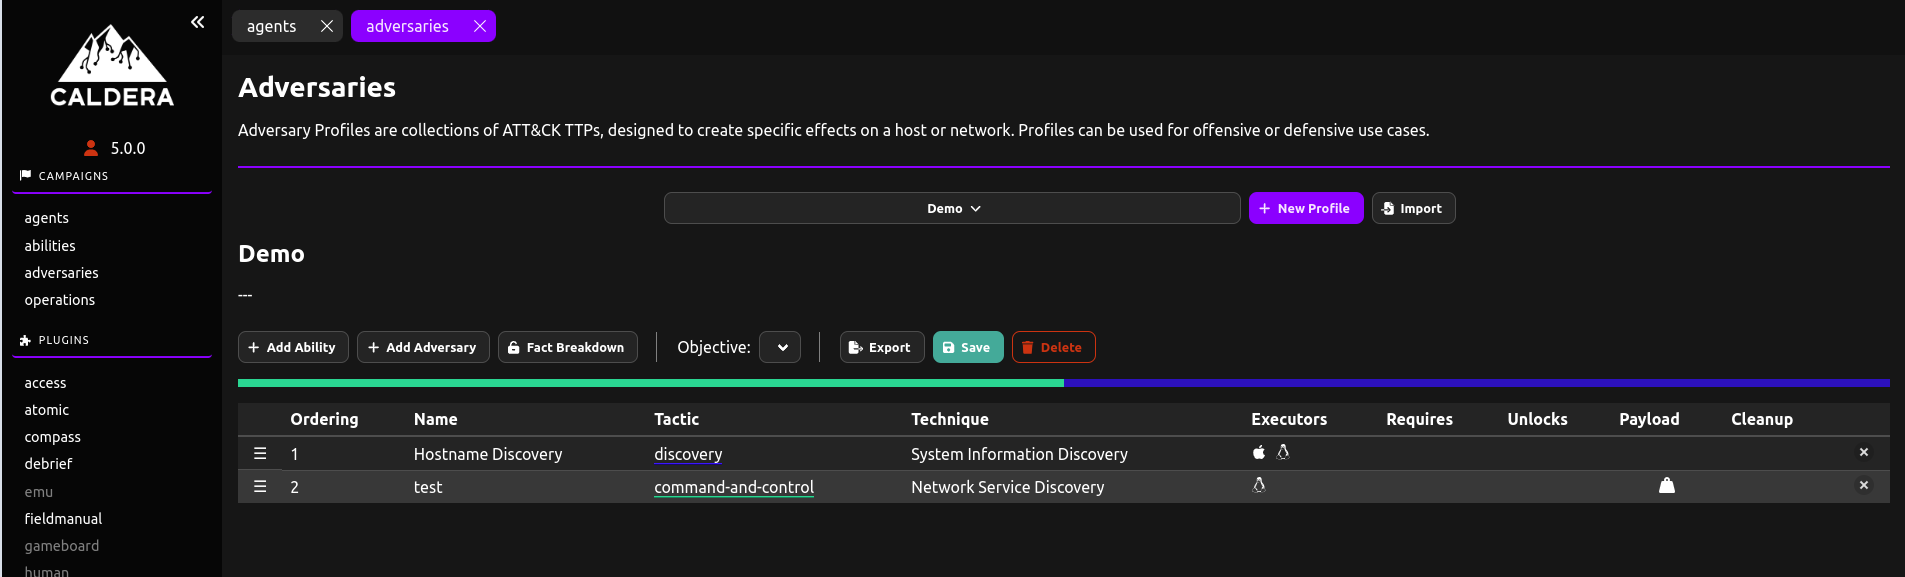 agents adversaries
CALDERA
5.0.0
CAMPAIGNS
agents
abilities
adversaries
operations
PLUGINS
access
atomic
compass
debrief
emu
fieldmanual
gameboard
human
Adversaries
Adversary Profiles are collections of ATT&CK TTPs, designed to create specific effects on a host or network. Profiles can be used for offensive or defensive use cases.
Demo + New Profile Import
Demo
---
+ Add Ability + Add Adversary Fact Breakdown Objective: Export Save Delete
Ordering Name Tactic Technique Executors Requires Unlocks Payload Cleanup
1 Hostname Discovery discovery System Information Discovery
2 test command-and-control Network Service Discovery